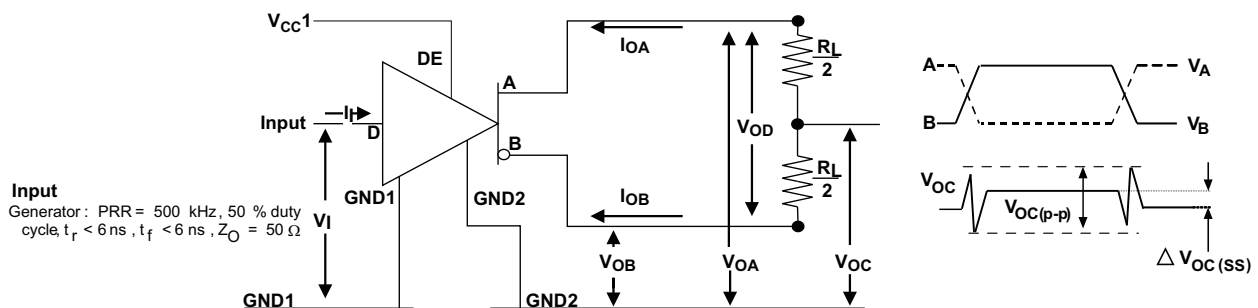 VCC1
DE
A
IOA
RL
2
II
Input
D
B
VOD
RL
2
GND1
GND2
IOB
VI
VOB
VOA
VOC
GND1
GND2
Input
Generator: PRR = 500 kHz, 50 % duty
cycle, tr < 6 ns, tf < 6 ns, ZO = 50 Ω
A
VA
B
VB
VOC
VOC(p-p)
△ VOC(SS)